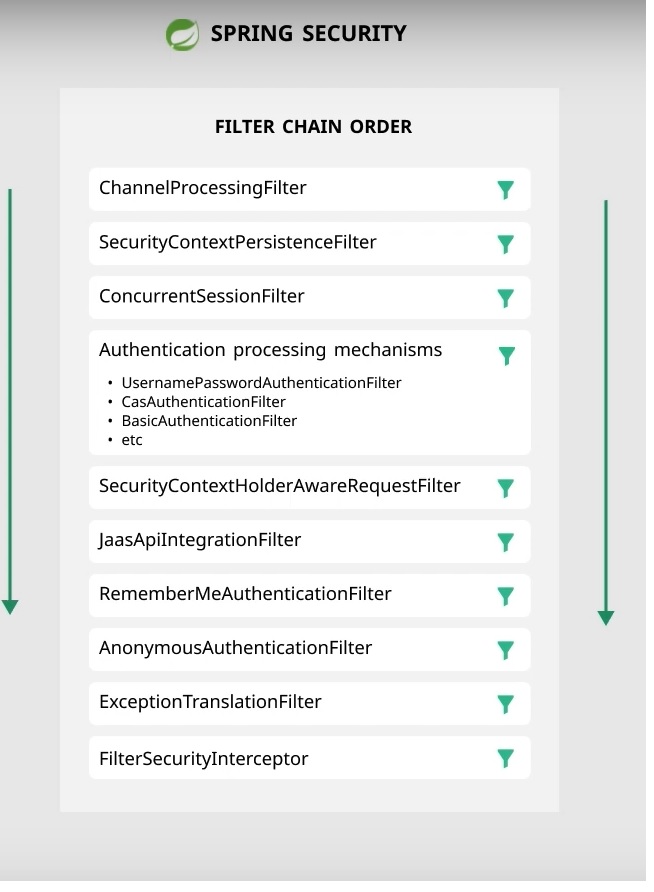 SPRING SECURITY
FILTER CHAIN ORDER
ChannelProcessingFilter
SecurityContextPersistenceFilter
ConcurrentSessionFilter
Authentication processing mechanisms
• UsernamePasswordAuthenticationFilter
• CasAuthenticationFilter
• BasicAuthenticationFilter
• etc
SecurityContextHolderAwareRequestFilter
JaasApiIntegrationFilter
RememberMeAuthenticationFilter
AnonymousAuthenticationFilter
ExceptionTranslationFilter
FilterSecurityInterceptor